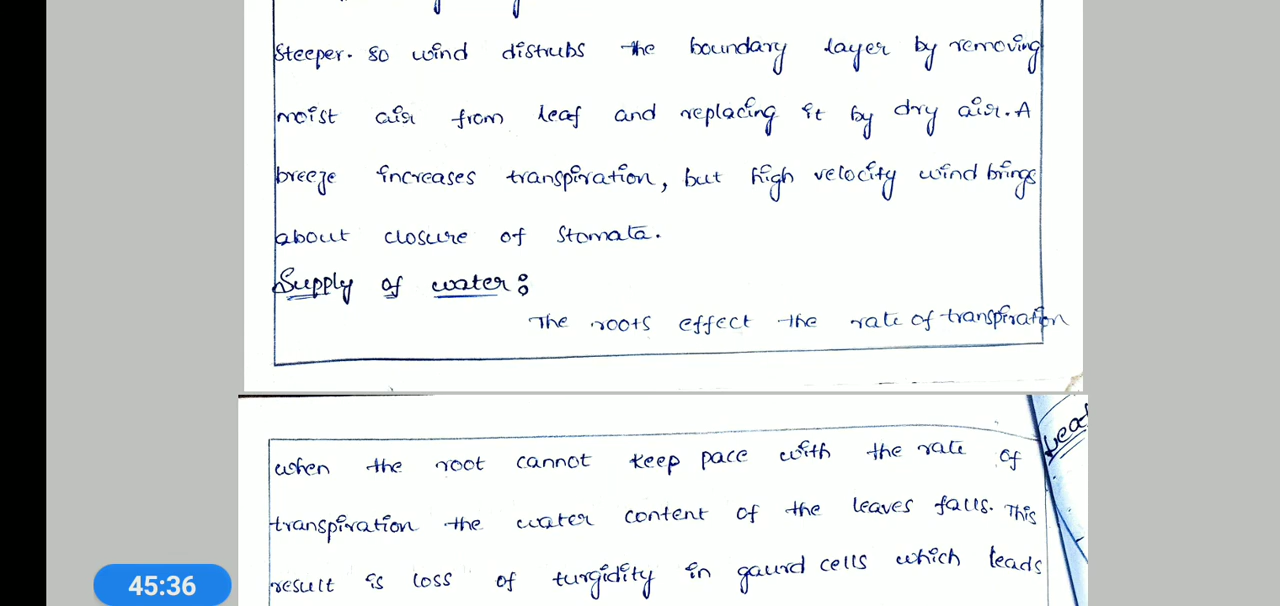 Steeper. so wind distrubs the boundary layer by removing
moist air from leaf and replacing it by dry air. A
breeze increases transpiration, but high velocity wind brings
about closure of stomata.
Supply of water:
The roots effect the rate of transpiration
when the root cannot keep pace with the rate of
transpiration the water content of the leaves falls. This
result is loss of turgidity in gaurd cells which leads
Leaf
45:36